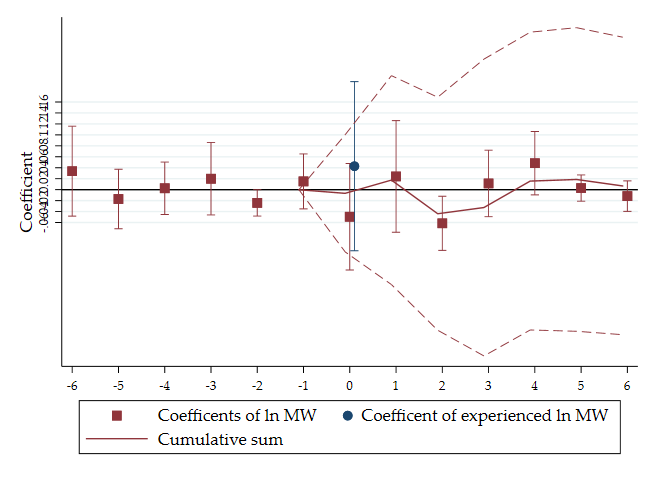 Coefficient
-6 -5 -4 -3 -2 -1 0 1 2 3 4 5 6
Coefficents of ln MW Coefficent of experienced ln MW
Cumulative sum